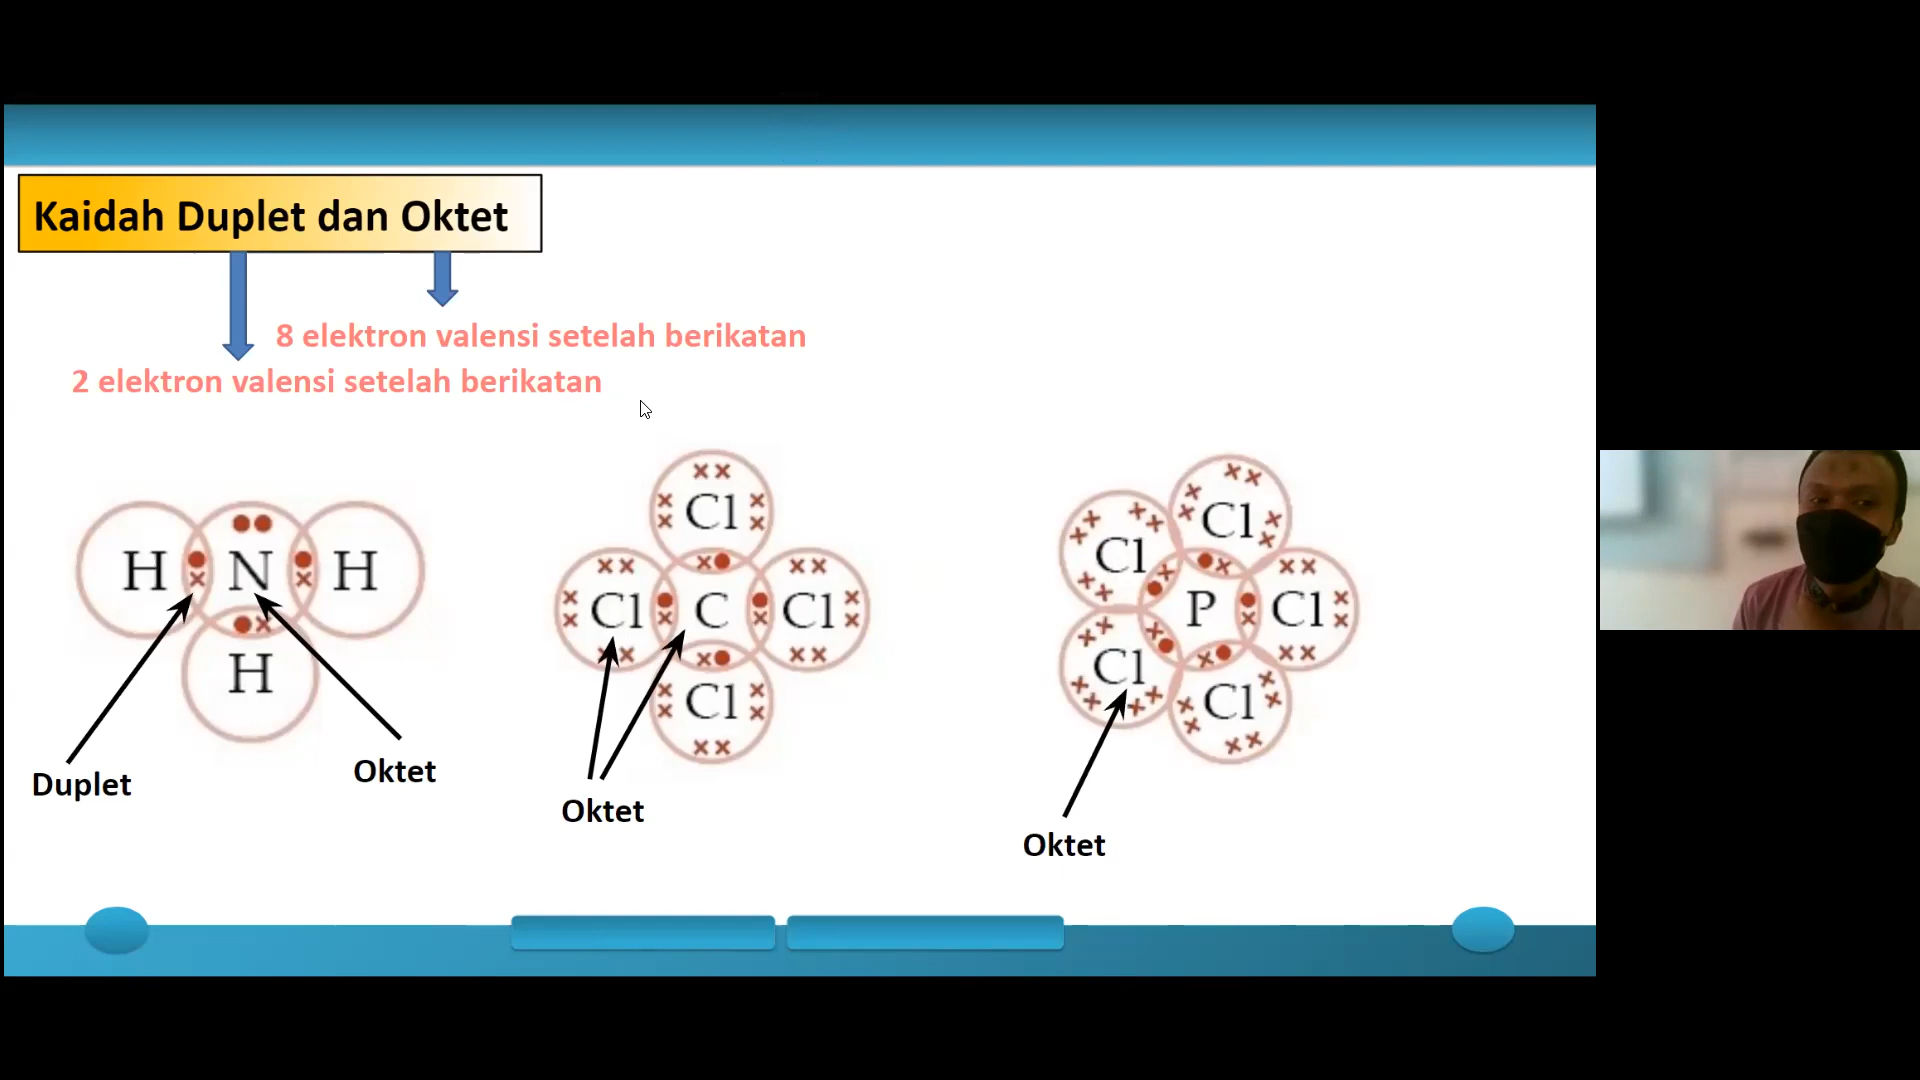 Kaidah Duplet dan Oktet
8 elektron valensi setelah berikatan
2 elektron valensi setelah berikatan
H N H
H
Duplet
Oktet
Cl
Cl C Cl
Cl
Oktet
Cl
Cl
P Cl
Cl
Cl
Oktet